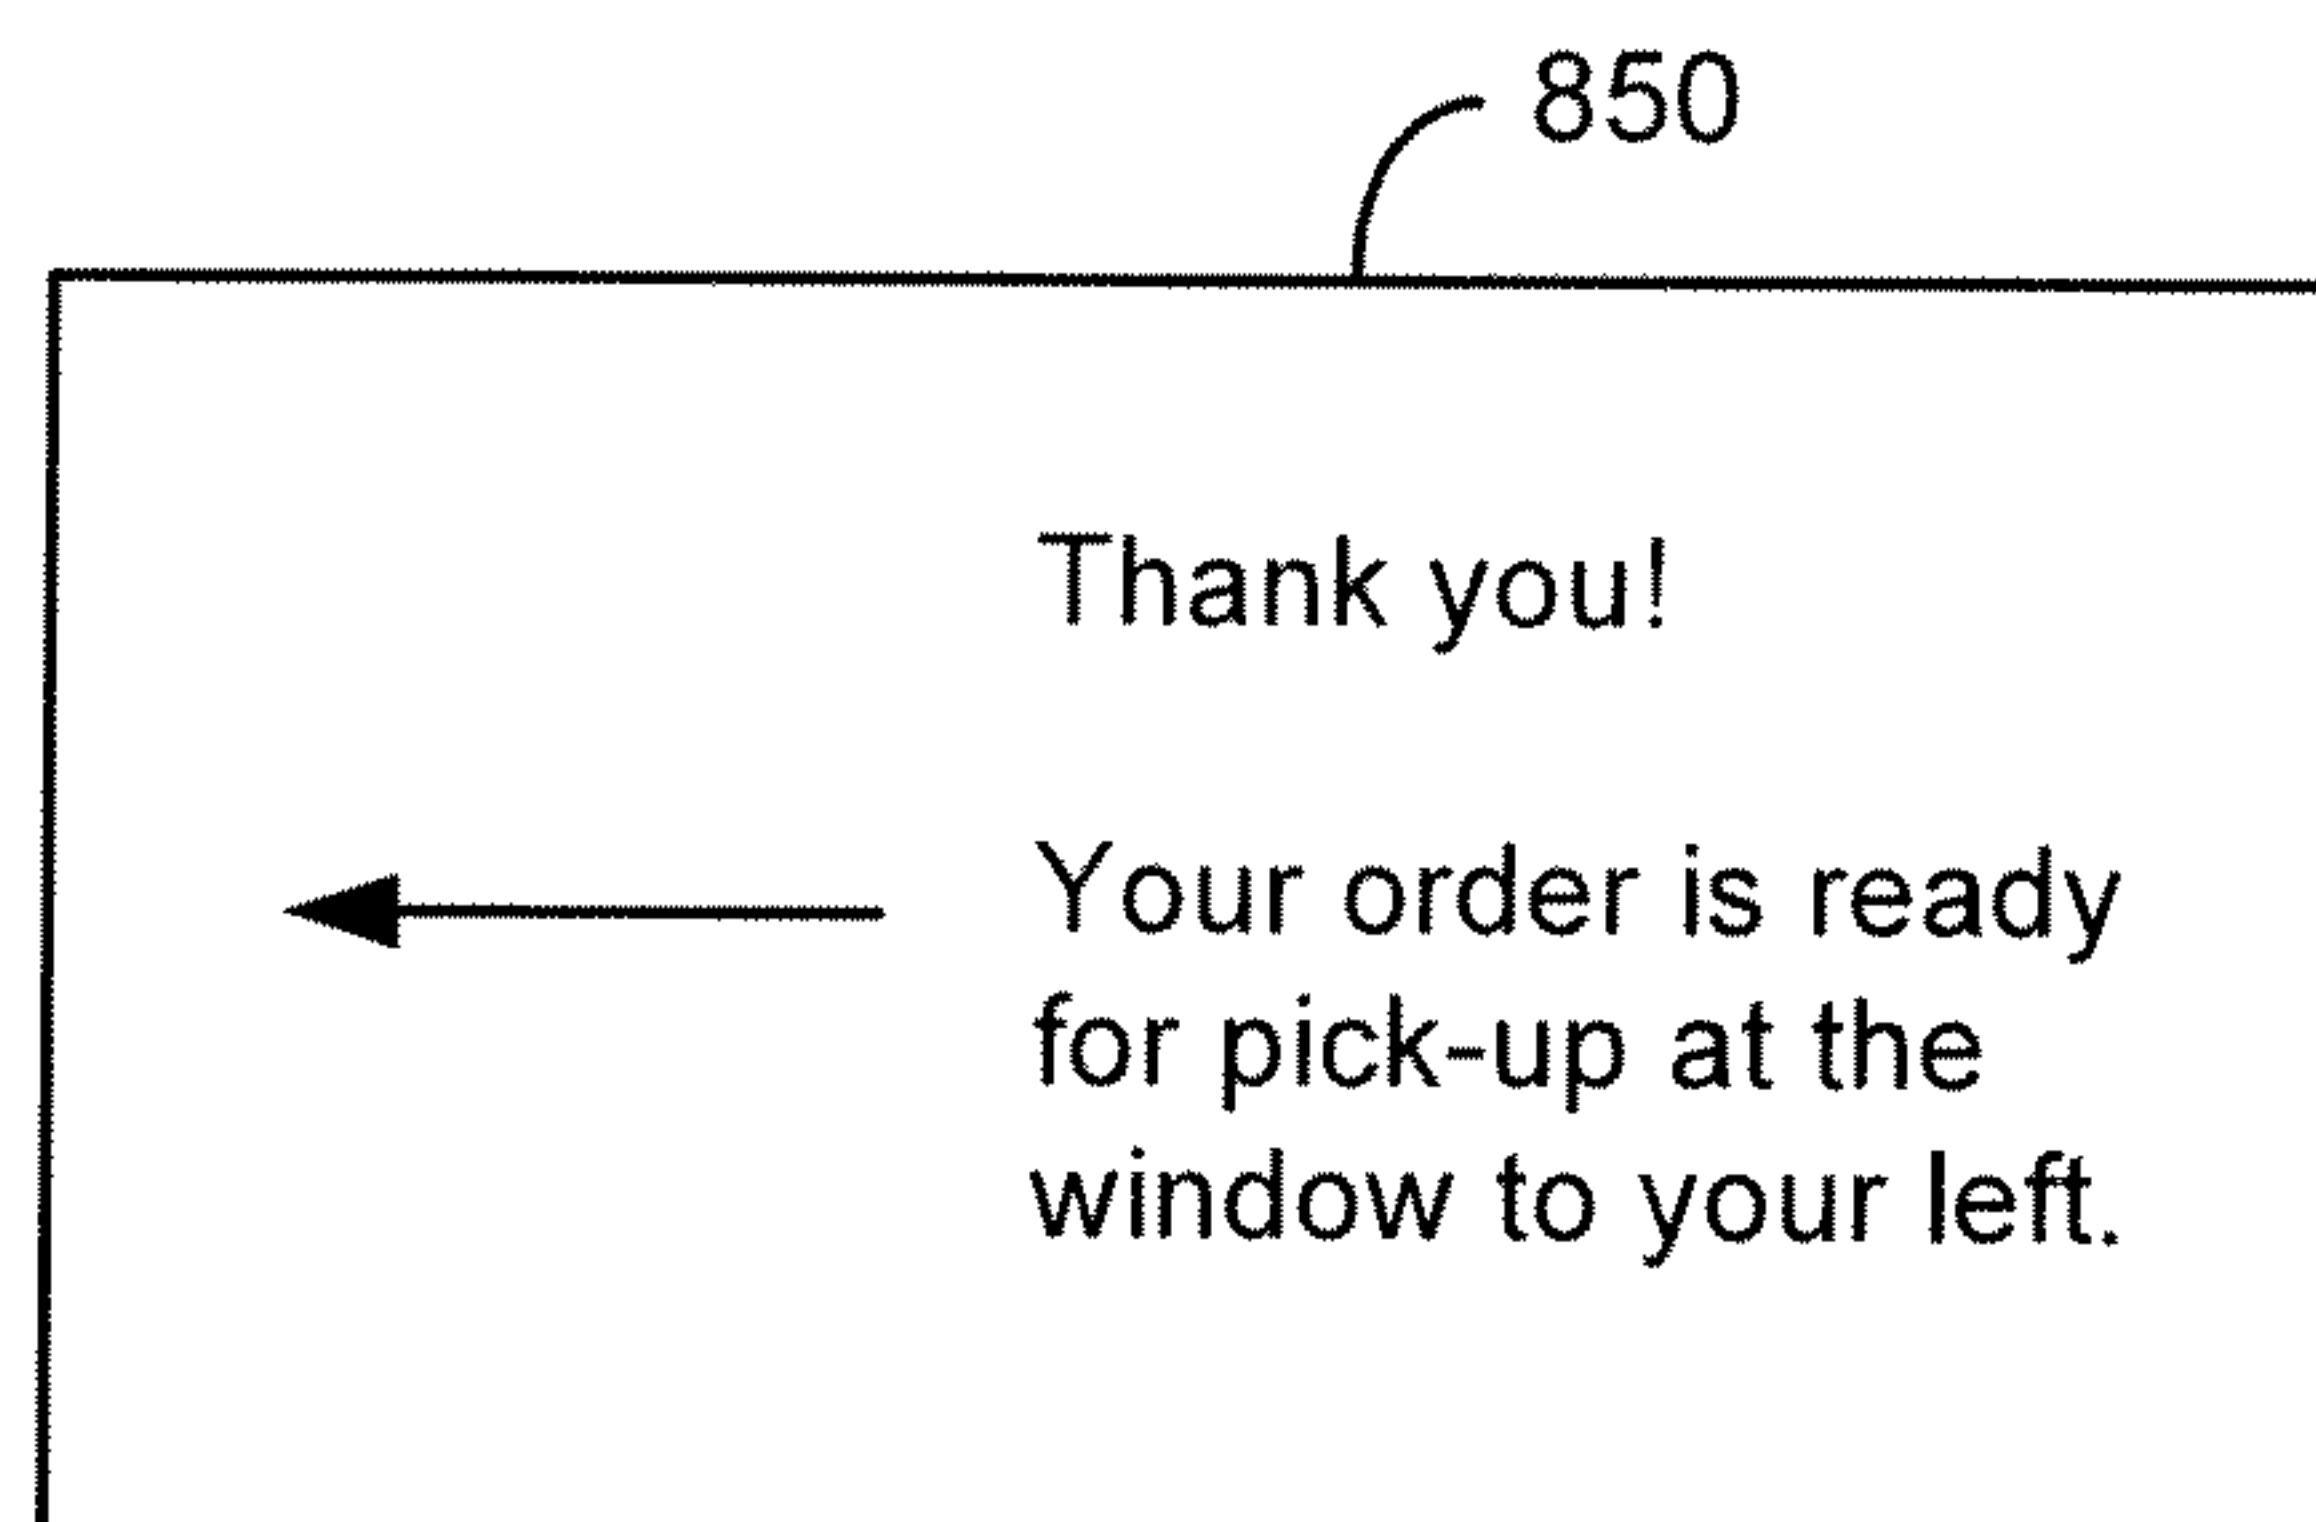 850
Thank you!
Your order is ready
for pick-up at the
window to your left.